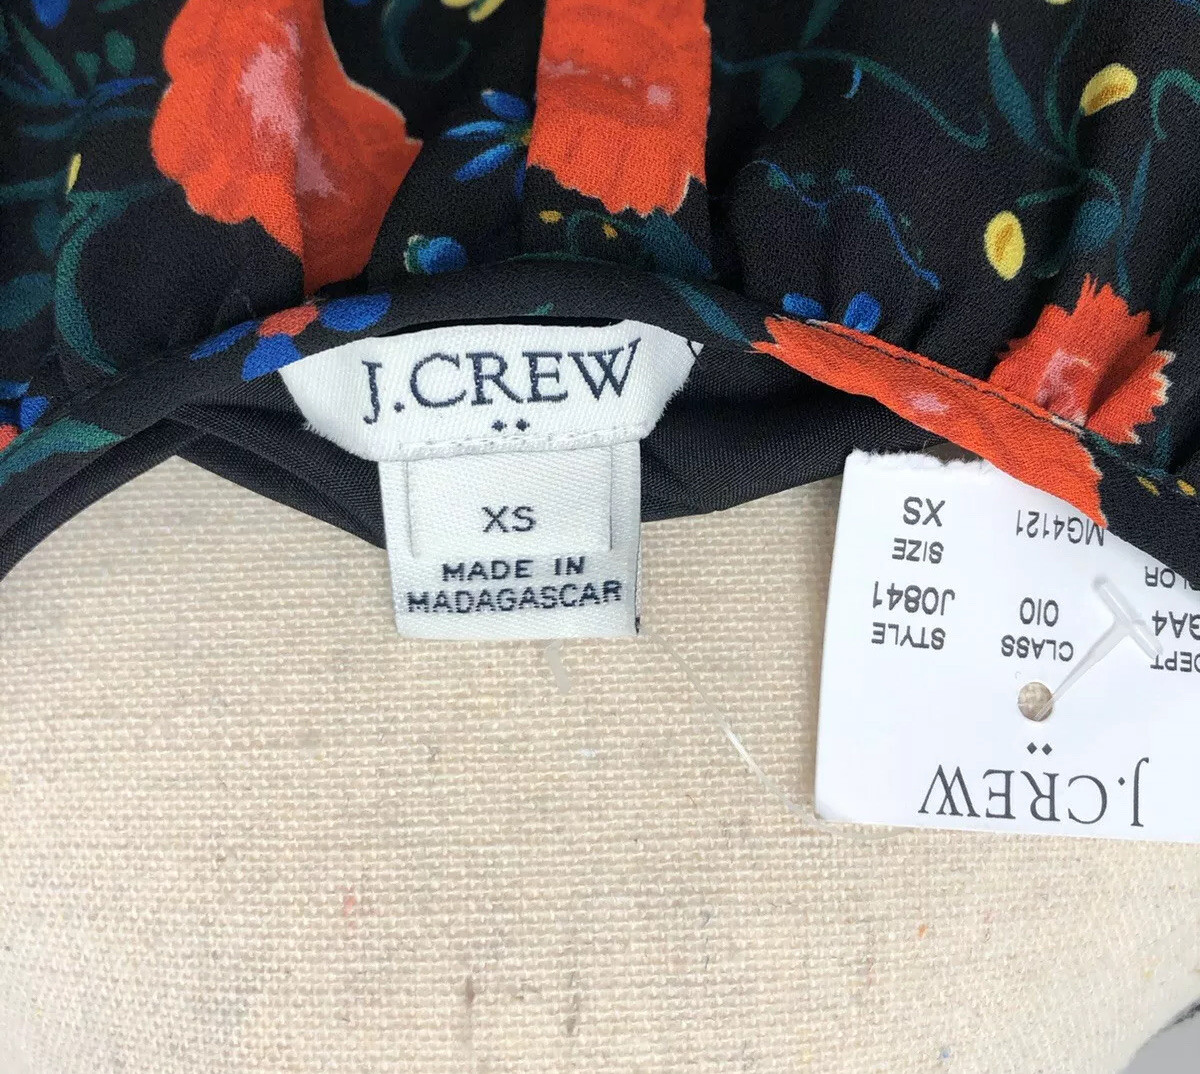 J.CREW
XS
MADE IN
MADAGASCAR
J.CREW
CLASS STYLE
010 J0841
SIZE
MG4121 XS